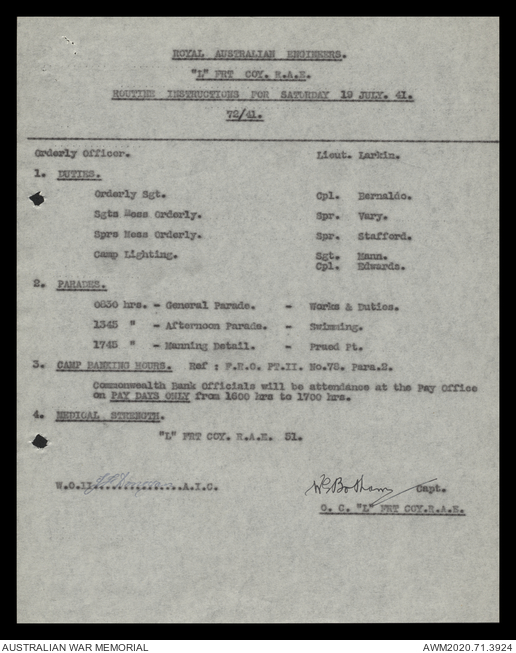 ROYAL AUSTRALIAN ENGINEERS.
"L" FRT COY. R.A.E.
ROUTINE INSTRUCTIONS FOR SATURDAY 19 JULY. 41.
72/41.
Orderly Officer. Lieut. Larkin.
1. DUTIES.
Orderly Sgt. Cpl. Bernaldo.
Sgts Mess Orderly. Spr. Vary.
Sprs Mess Orderly. Spr. Stafford.
Camp Lighting. Sgt. Mann.
Cpl. Edwards.
2. PARADES.
0830 hrs. - General Parade. - Works & Duties.
1345 " - Afternoon Parade. - Swimming.
1745 " - Manning Detail. - Praed Pt.
3. CAMP BANKING HOURS. Ref : F.R.O. PT.II. No.78. Para.2.
Commonwealth Bank Officials will be attendance at the Pay Office
on PAY DAYS ONLY from 1600 hrs to 1700 hrs.
4. MEDICAL STRENGTH.
"L" FRT COY. R.A.E. 51.
W.O.II...............A.I.C. Capt.
O. C. "L" FRT COY.R.A.E.
AUSTRALIAN WAR MEMORIAL AWM2020.71.3924